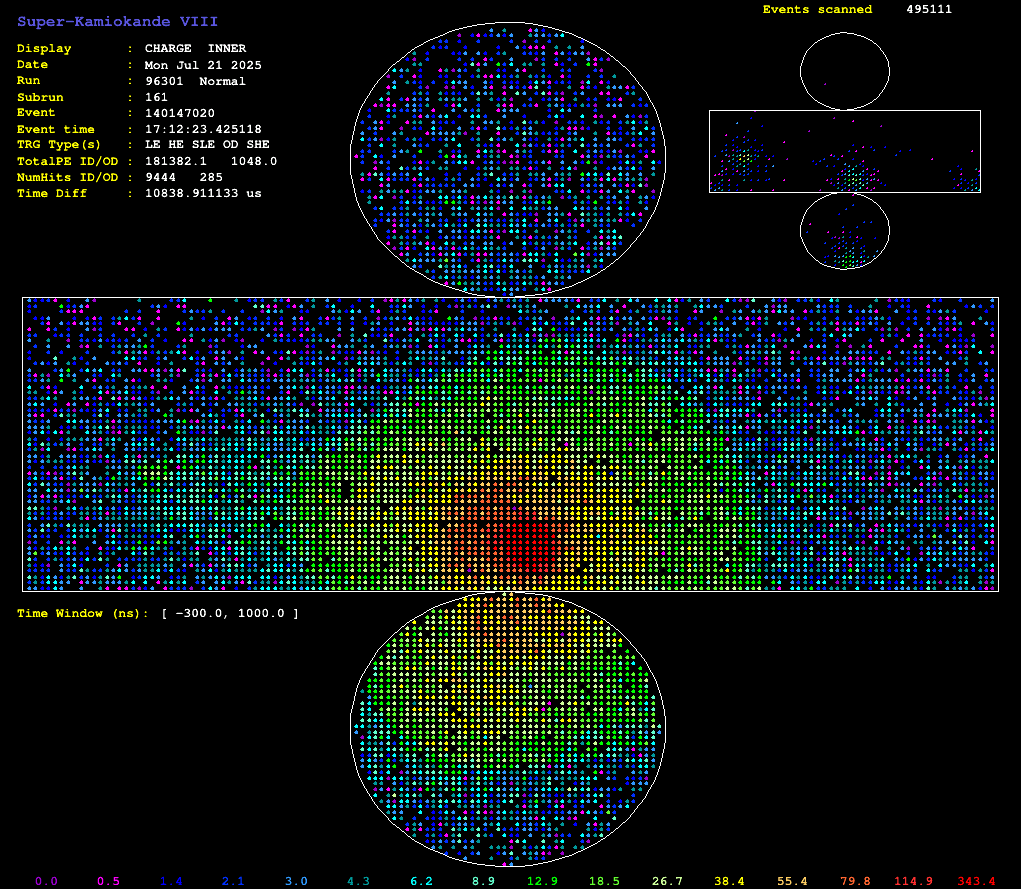 Super-Kamiokande VIII
Events scanned 495111
Display : CHARGE INNER
Date : Mon Jul 21 2025
Run : 96301 Normal
Subrun : 161
Event : 140147020
Event time : 17:12:23.425118
TRG Type(s) : LE HE SLE OD SHE
TotalPE ID/OD : 181382.1 1048.0
NumHits ID/OD : 9444 285
Time Diff : 10838.911133 us
Time Window (ns): [ -300.0, 1000.0 ]
0.0 0.5 1.4 2.1 3.0 4.3 6.2 8.9 12.9 18.5 26.7 38.4 55.4 79.8 114.9 343.4